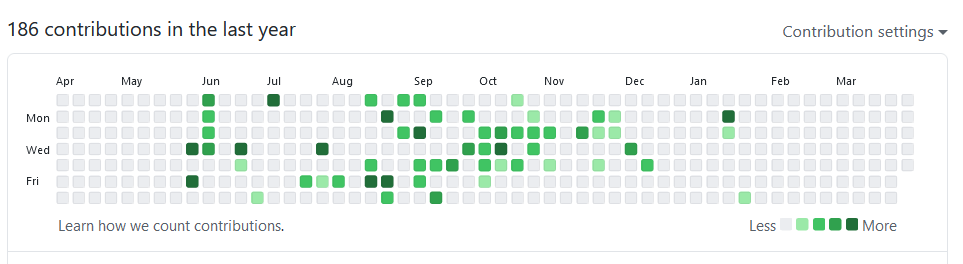 186 contributions in the last year
Contribution settings
Apr May Jun Jul Aug Sep Oct Nov Dec Jan Feb Mar
Mon
Wed
Fri
Learn how we count contributions. Less More